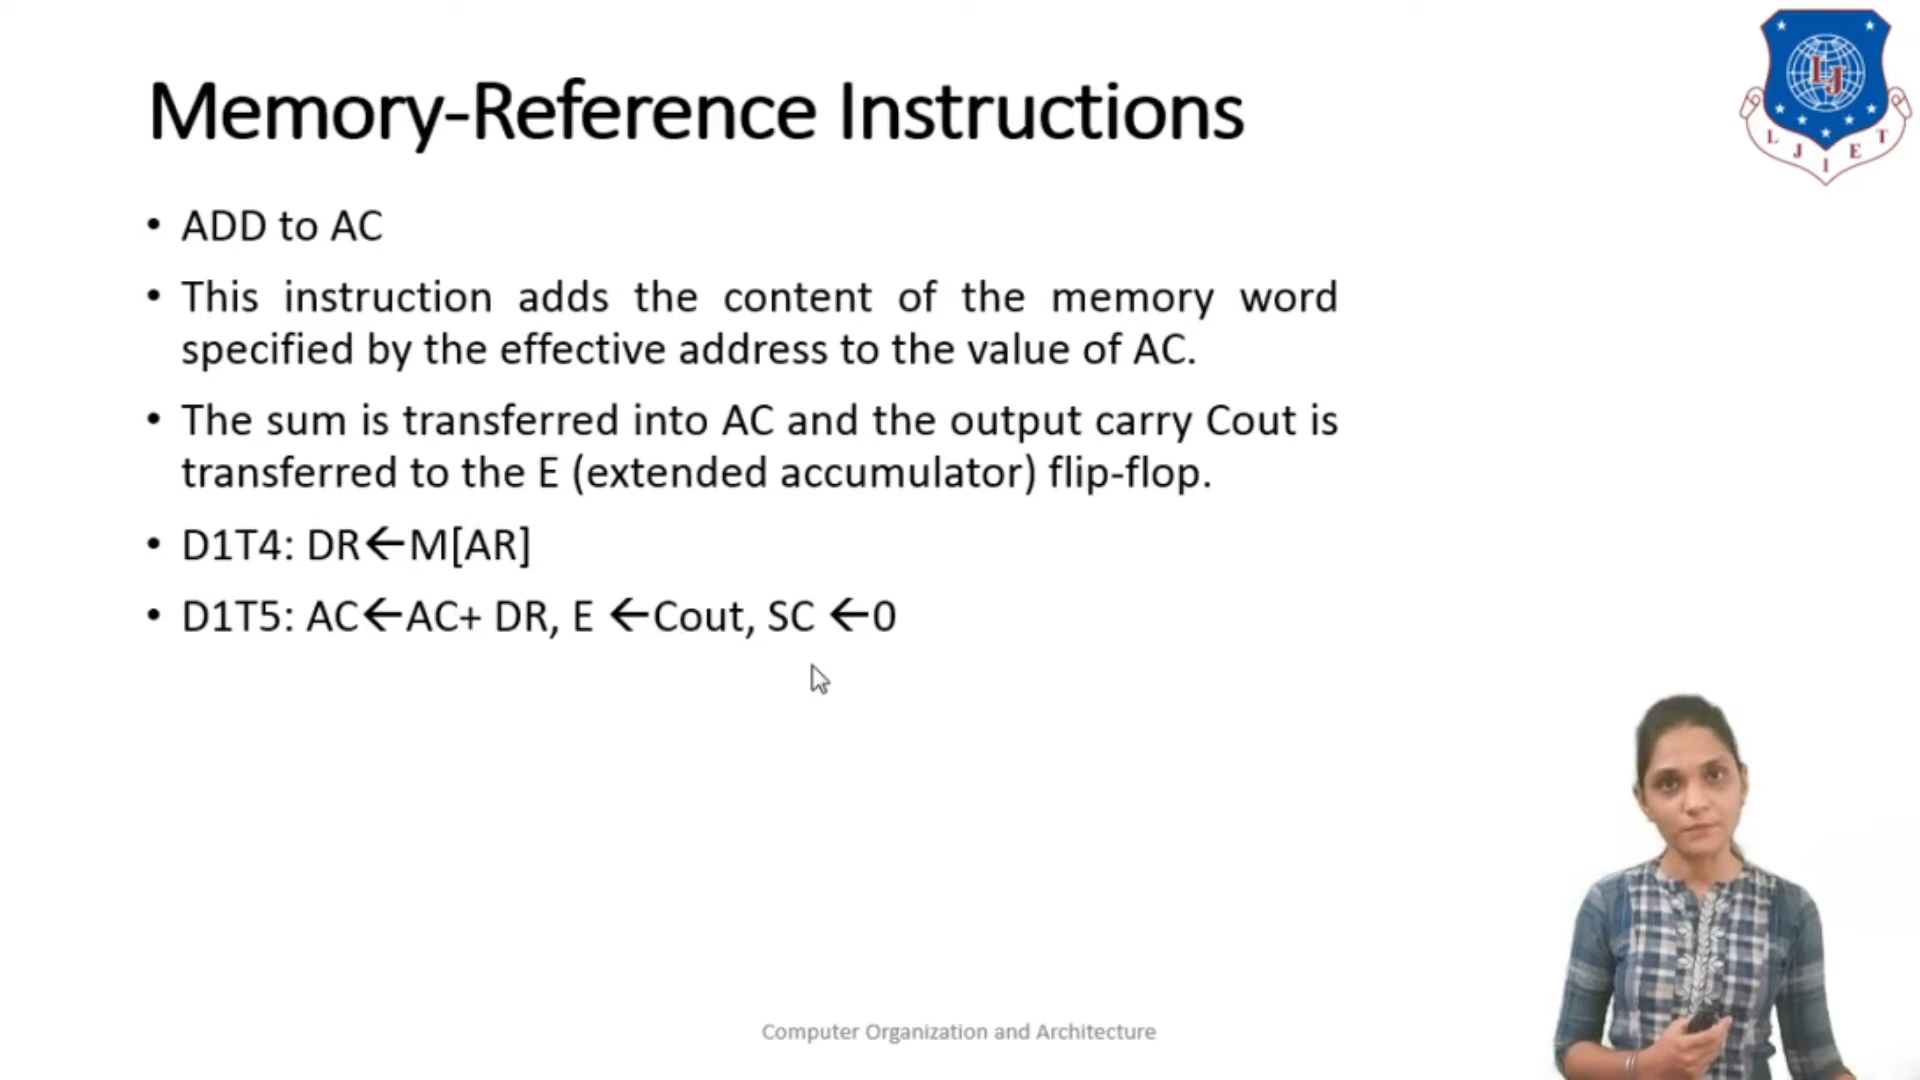 Memory-Reference Instructions
L J I E T
LJ
• ADD to AC
• This instruction adds the content of the memory word
specified by the effective address to the value of AC.
• The sum is transferred into AC and the output carry Cout is
transferred to the E (extended accumulator) flip-flop.
• D1T4: DR←M[AR]
• D1T5: AC←AC+ DR, E ←Cout, SC ←0
Computer Organization and Architecture